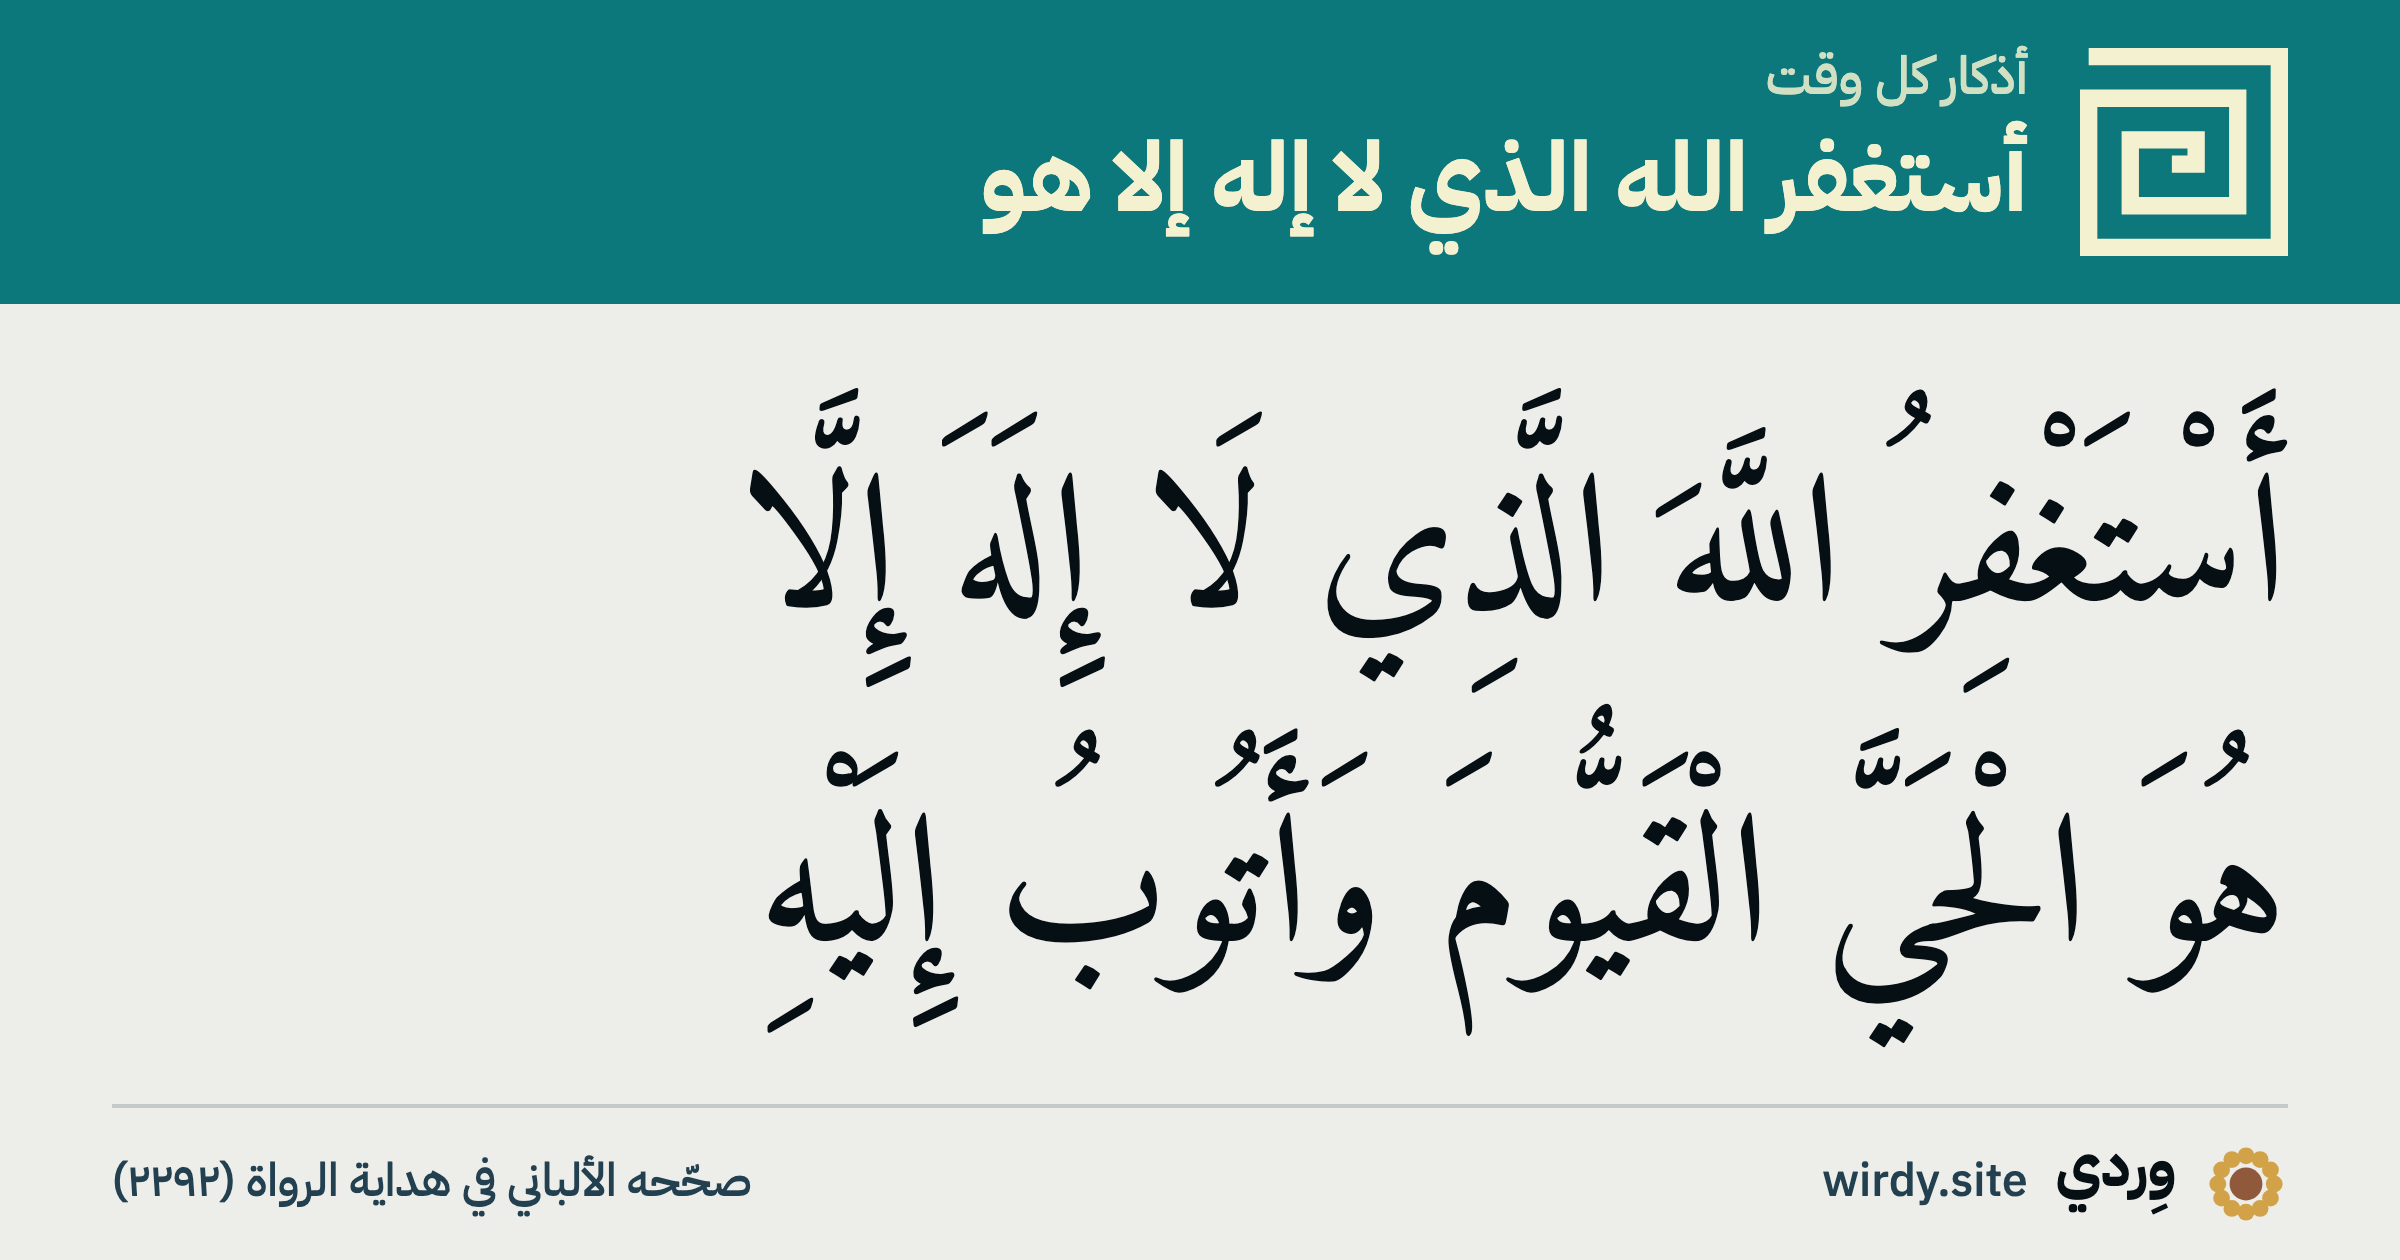 أذكار كل وقت
أستغفر الله الذي لا إله إلا هو
أَسْتَغْفِرُ اللَّهَ الَّذِي لَا إِلَهَ إِلَّا
هُوَ الْحَيَّ الْقَيُّومَ وَأَتُوبُ إِلَيْهِ
وِردي wirdy.site
صحّحه الألباني في هداية الرواة (٢٢٩٢)